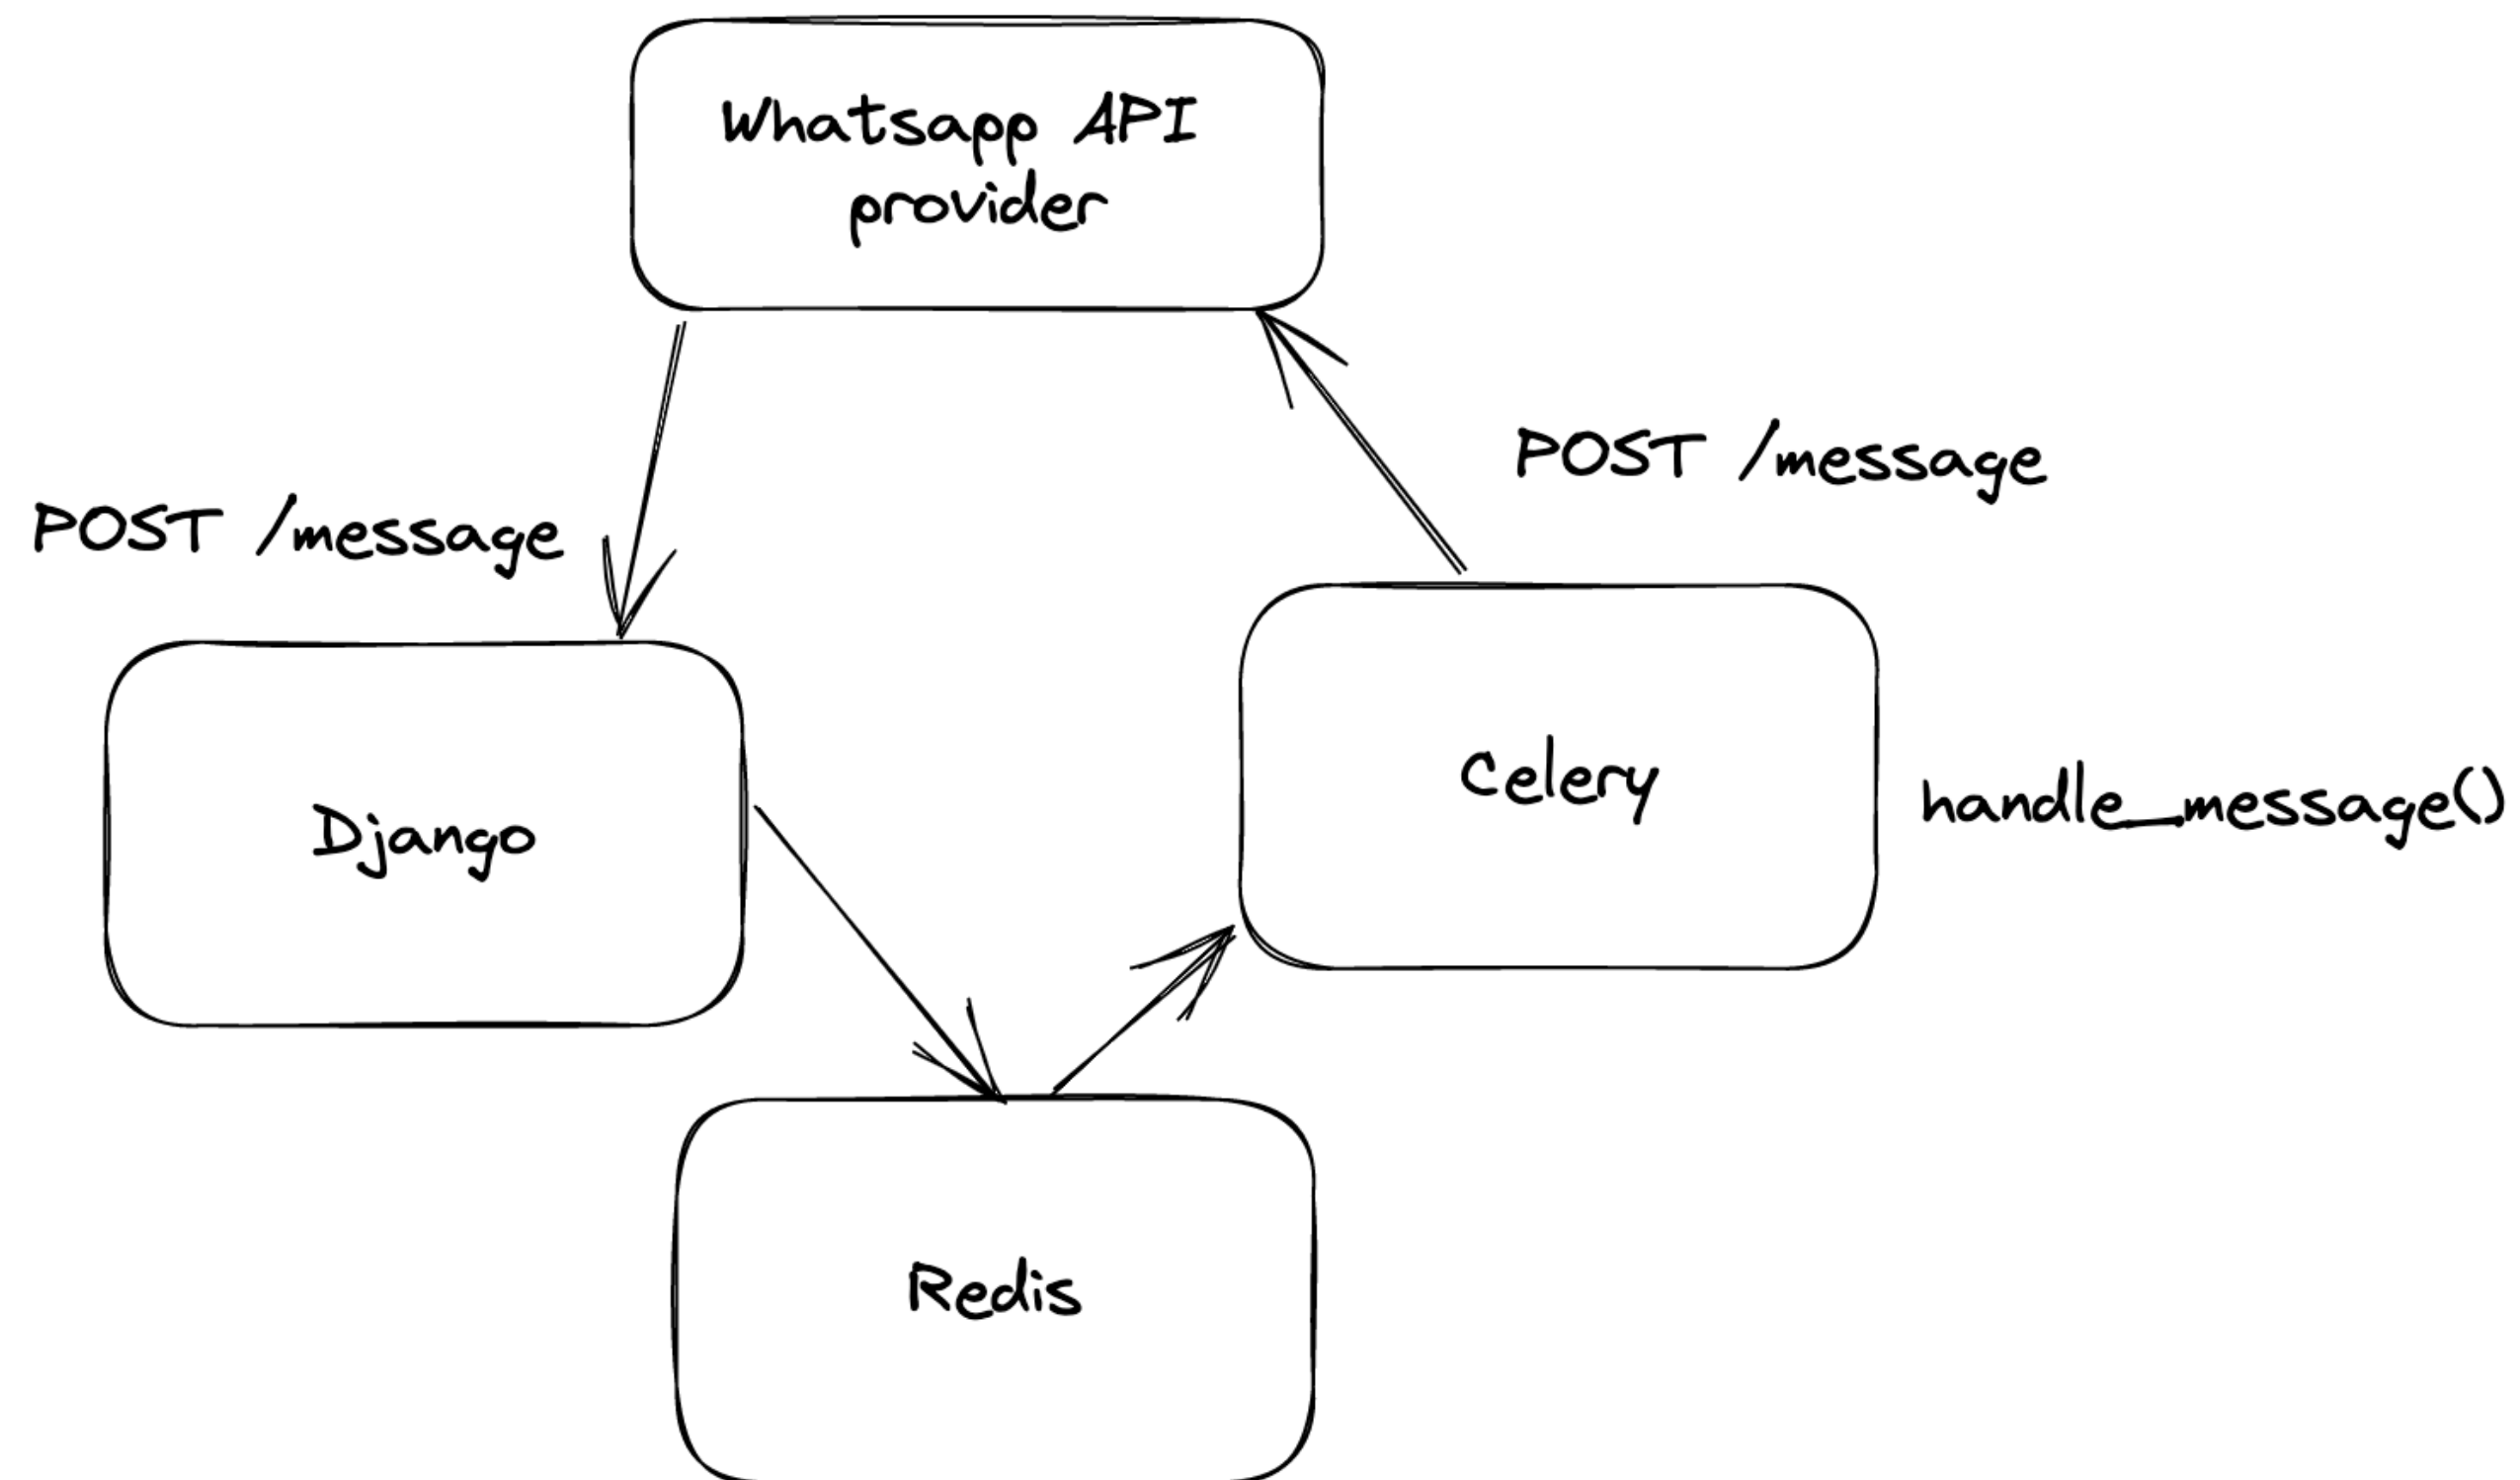 Whatsapp API
provider
POST /message
POST /message
Django
Celery
handle_message()
Redis